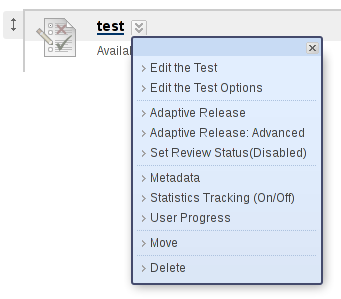 test
Availa
Edit the Test
Edit the Test Options
Adaptive Release
Adaptive Release: Advanced
Set Review Status(Disabled)
Metadata
Statistics Tracking (On/Off)
User Progress
Move
Delete